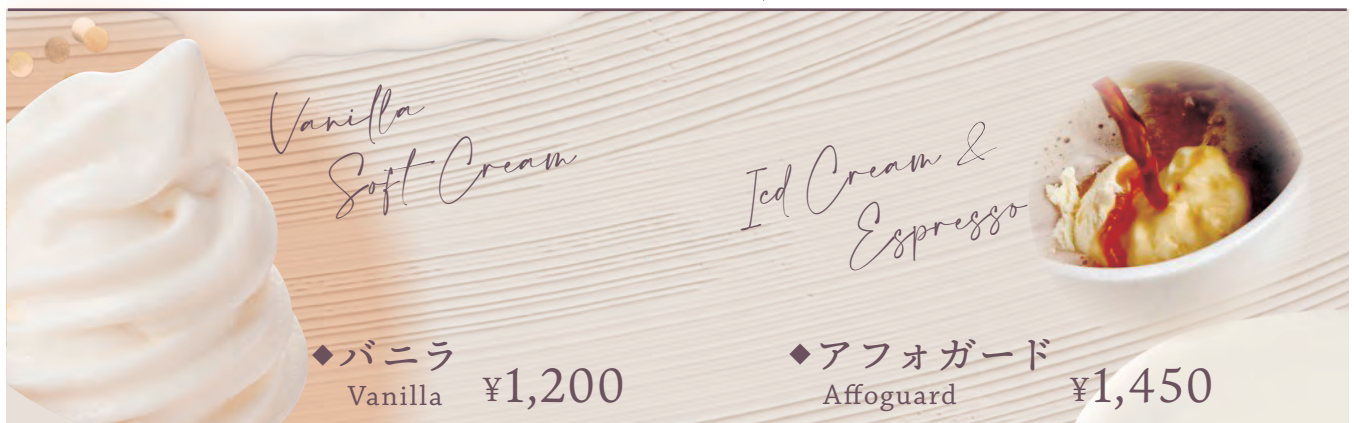 Vanilla
Soft Cream
Icd Cream &
Espresso
◆バニラ
Vanilla ¥1,200
◆アフォガード
Affoguard ¥1,450